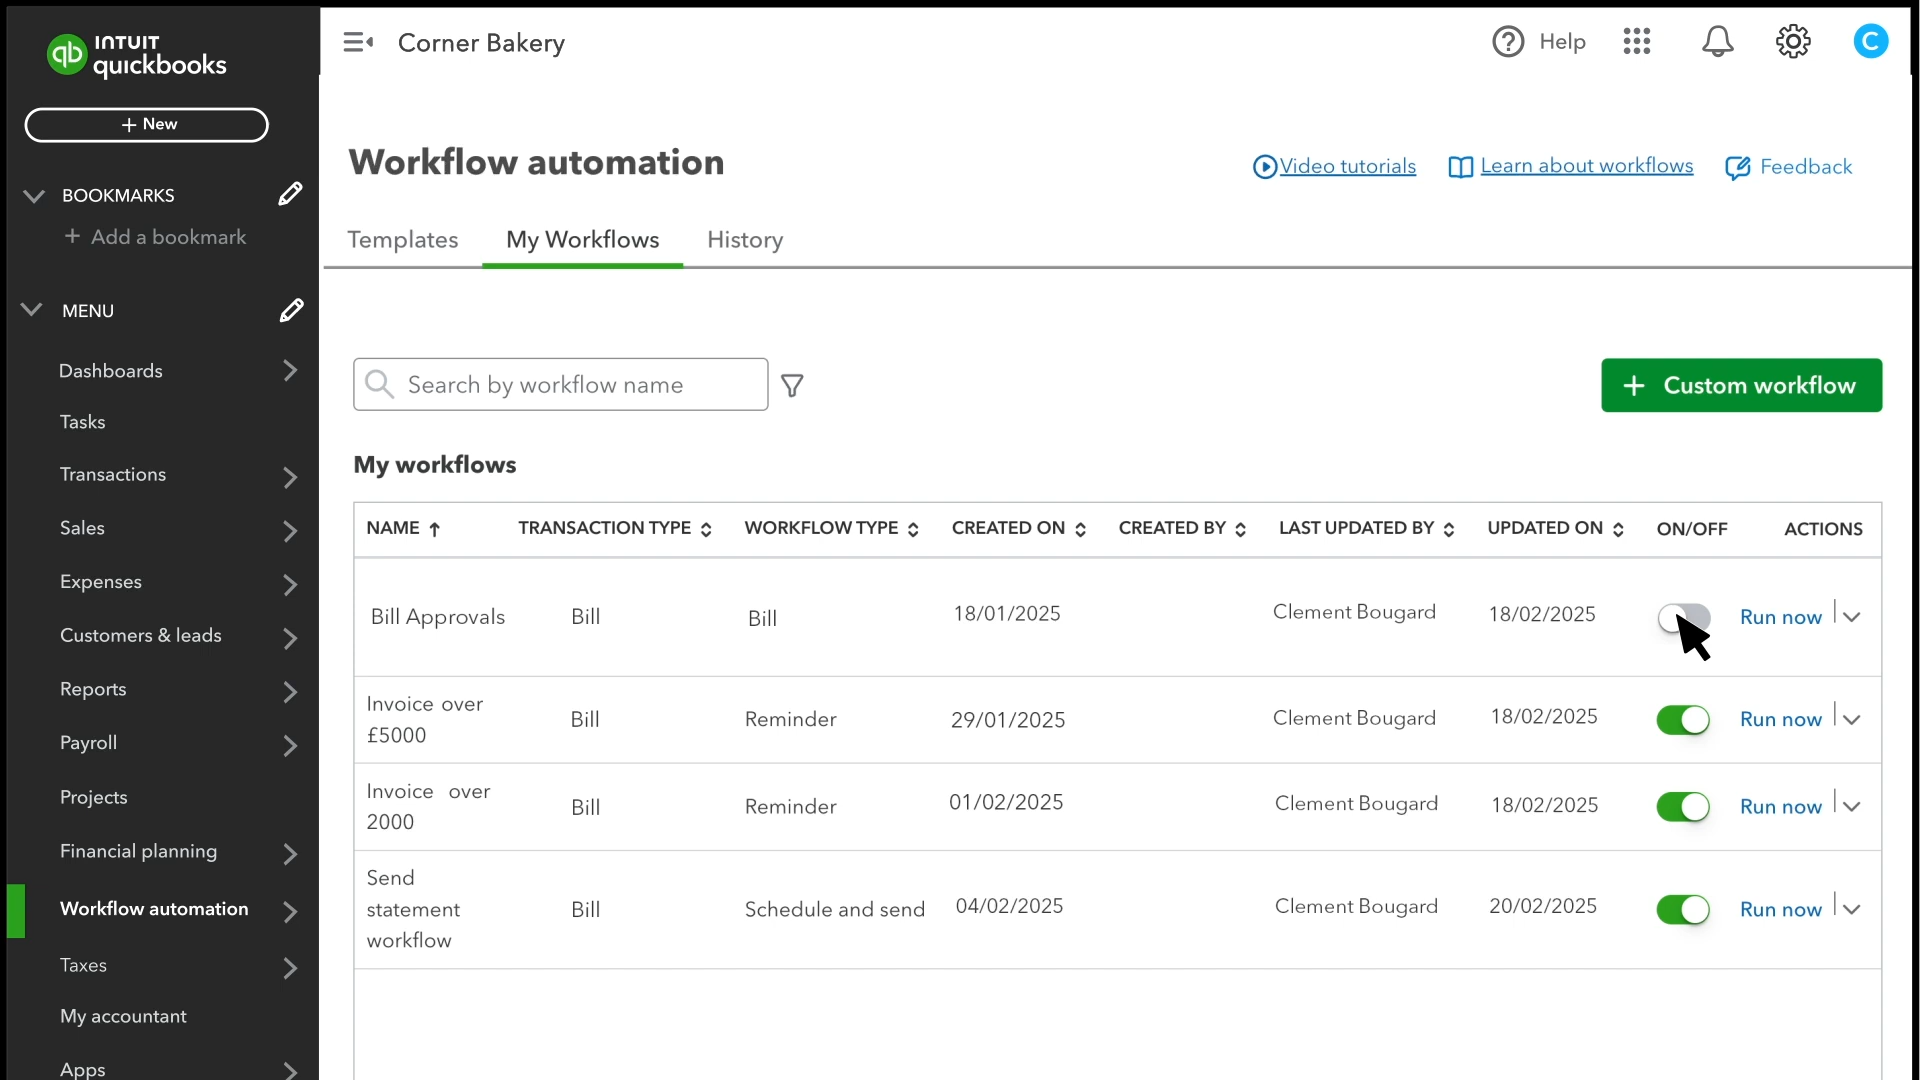 INTUIT
quickbooks
Corner Bakery
Help
C
+ New
Workflow automation
Video tutorials
Learn about workflows
Feedback
BOOKMARKS
+ Add a bookmark
Templates
My Workflows
History
MENU
Dashboards
Tasks
Transactions
Sales
Expenses
Customers & leads
Reports
Payroll
Projects
Financial planning
Workflow automation
Taxes
My accountant
Apps
Search by workflow name
+ Custom workflow
My workflows
NAME TRANSACTION TYPE WORKFLOW TYPE CREATED ON CREATED BY LAST UPDATED BY UPDATED ON ON/OFF ACTIONS
Bill Approvals Bill Bill 18/01/2025 Clement Bougard 18/02/2025 Run now
Invoice over
£5000
Bill Reminder 29/01/2025 Clement Bougard 18/02/2025 Run now
Invoice over
2000
Bill Reminder 01/02/2025 Clement Bougard 18/02/2025 Run now
Send
statement
workflow
Bill Schedule and send 04/02/2025 Clement Bougard 20/02/2025 Run now